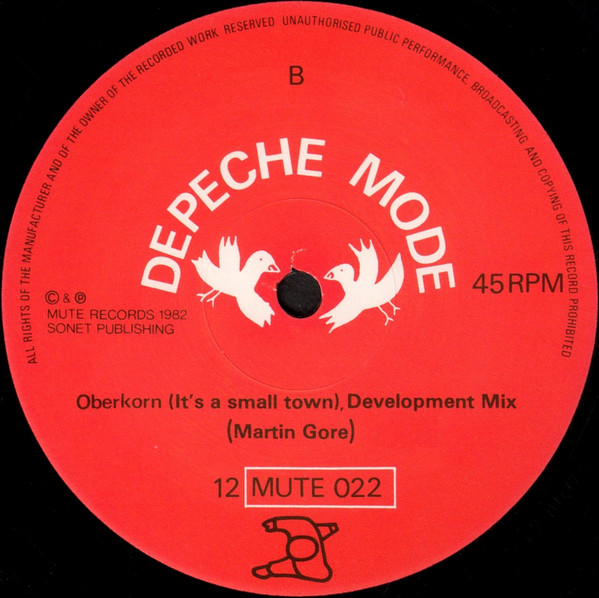 ALL RIGHTS OF THE MANUFACTURER AND OF THE OWNER OF THE RECORDED WORK RESERVED UNAUTHORISED PUBLIC PERFORMANCE, BROADCASTING AND COPYING OF THIS RECORD PROHIBITED
B
DEPECHE MODE
45 RPM
© & ℗
MUTE RECORDS 1982
SONET PUBLISHING
Oberkorn (It's a small town), Development Mix
(Martin Gore)
12 MUTE 022